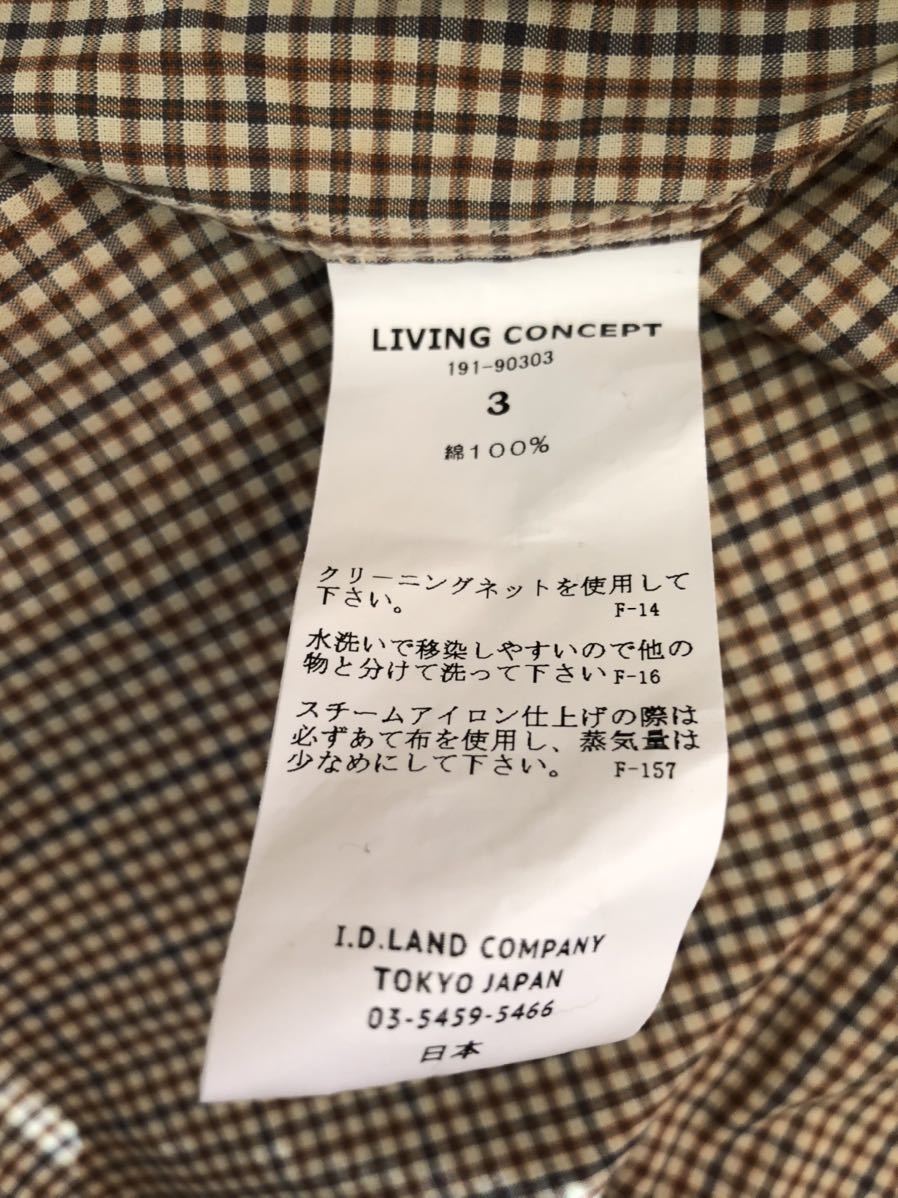 LIVING CONCEPT
191-90303
3
綿100%
クリーニングネットを使用して
下さい。 F-14
水洗いで移染しやすいので他の
物と分けて洗って下さい F-16
スチームアイロン仕上げの際は
必ずあて布を使用し、蒸気量は
少なめにして下さい。 F-157
I.D.LAND COMPANY
TOKYO JAPAN
03-5459-5466
日本